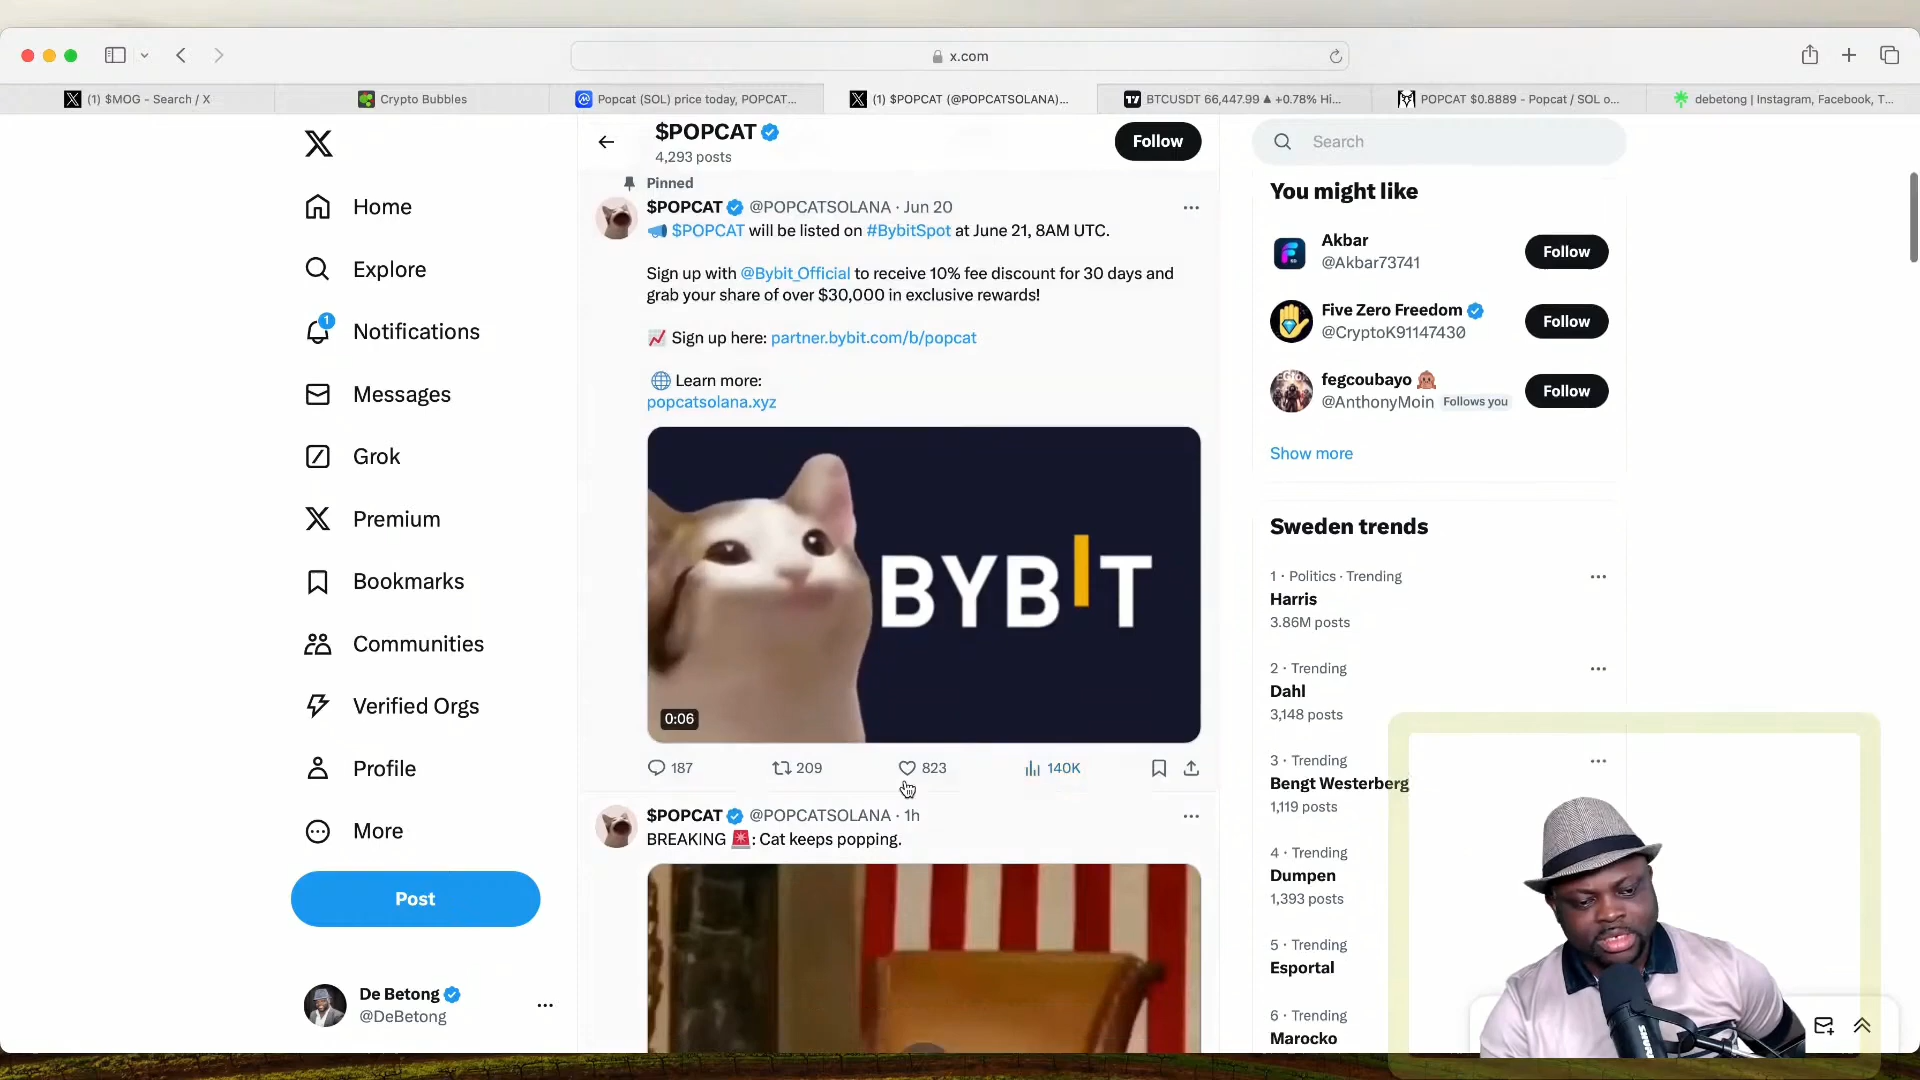 x.com
(1) $MOG - Search / X
Crypto Bubbles
Popcat (SOL) price today, POPCAT...
(1) $POPCAT (@POPCATSOLANA)...
BTCUSDT 66,447.99 ▲ +0.78% Hi...
POPCAT $0.8889 - Popcat / SOL o...
debetong | Instagram, Facebook, T...
Home
Explore
1
Notifications
Messages
Grok
Premium
Bookmarks
Communities
Verified Orgs
Profile
More
Post
De Betong
@DeBetong
$POPCAT
4,293 posts
Follow
Pinned
$POPCAT @POPCATSOLANA · Jun 20
📣 $POPCAT will be listed on #BybitSpot at June 21, 8AM UTC.
Sign up with @Bybit_Official to receive 10% fee discount for 30 days and
grab your share of over $30,000 in exclusive rewards!
📈 Sign up here: partner.bybit.com/b/popcat
🌐 Learn more:
popcatsolana.xyz
BYBIT
0:06
187 209 823 140K
$POPCAT @POPCATSOLANA · 1h
BREAKING 🚨: Cat keeps popping.
Search
You might like
Akbar
@Akbar73741
Follow
Five Zero Freedom
@CryptoK91147430
Follow
fegcoubayo 🙊
@AnthonyMoin Follows you
Follow
Show more
Sweden trends
1 · Politics · Trending
Harris
3.86M posts
2 · Trending
Dahl
3,148 posts
3 · Trending
Bengt Westerberg
1,119 posts
4 · Trending
Dumpen
1,393 posts
5 · Trending
Esportal
6 · Trending
Marocko